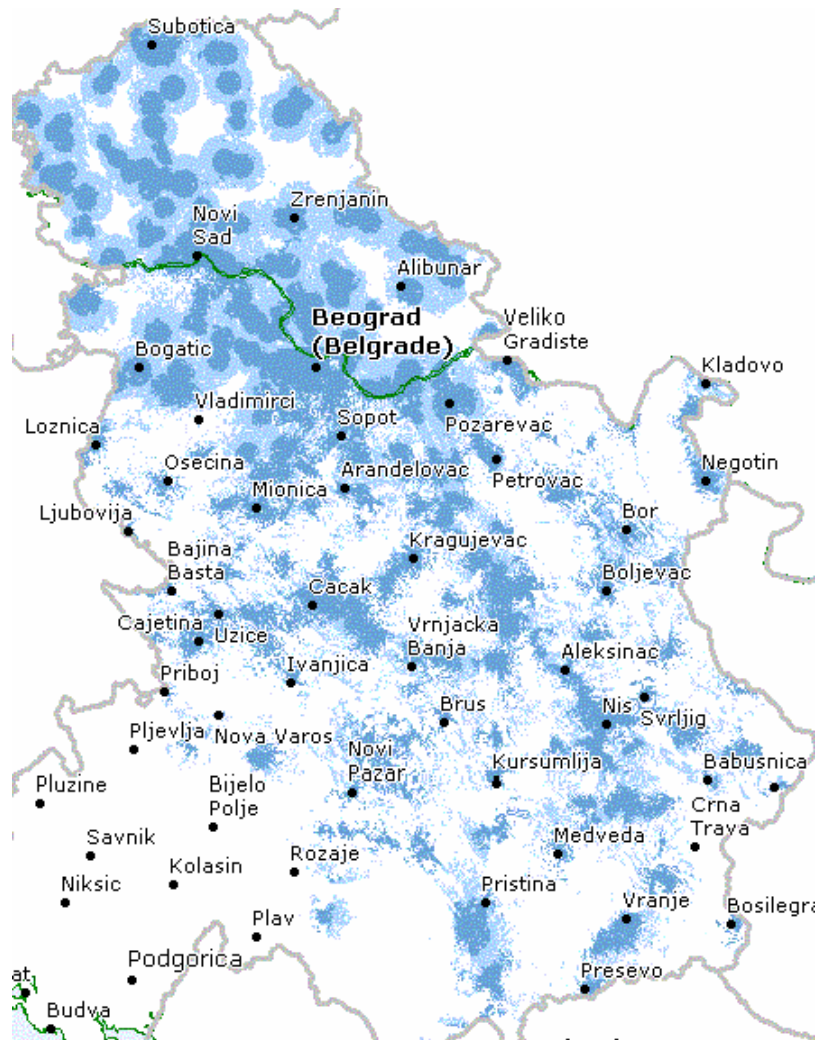 Subotica
Zrenjanin
Novi
Sad
Alibunar
Beograd
(Belgrade)
Veliko
Gradiste
Bogatic
Kladovo
Vladimirci
Sopot
Pozarevac
Loznica
Osecina
Arandelovac
Petrovac
Negotin
Mionica
Ljubovija
Bor
Bajina
Basta
Kragujevac
Cacak
Boljevac
Cajetina
Uzice
Vrnjacka
Banja
Aleksinac
Priboj
Ivanjica
Brus
Nis
Svrljig
Pljevlja
Nova Varos
Novi
Pazar
Kursumlija
Babusnica
Pluzine
Bijelo
Polje
Crna
Trava
Savnik
Medveda
Kolasin
Rozaje
Niksic
Pristina
Vranje
Bosilegra
Plav
Podgorica
at
Presevo
Budva